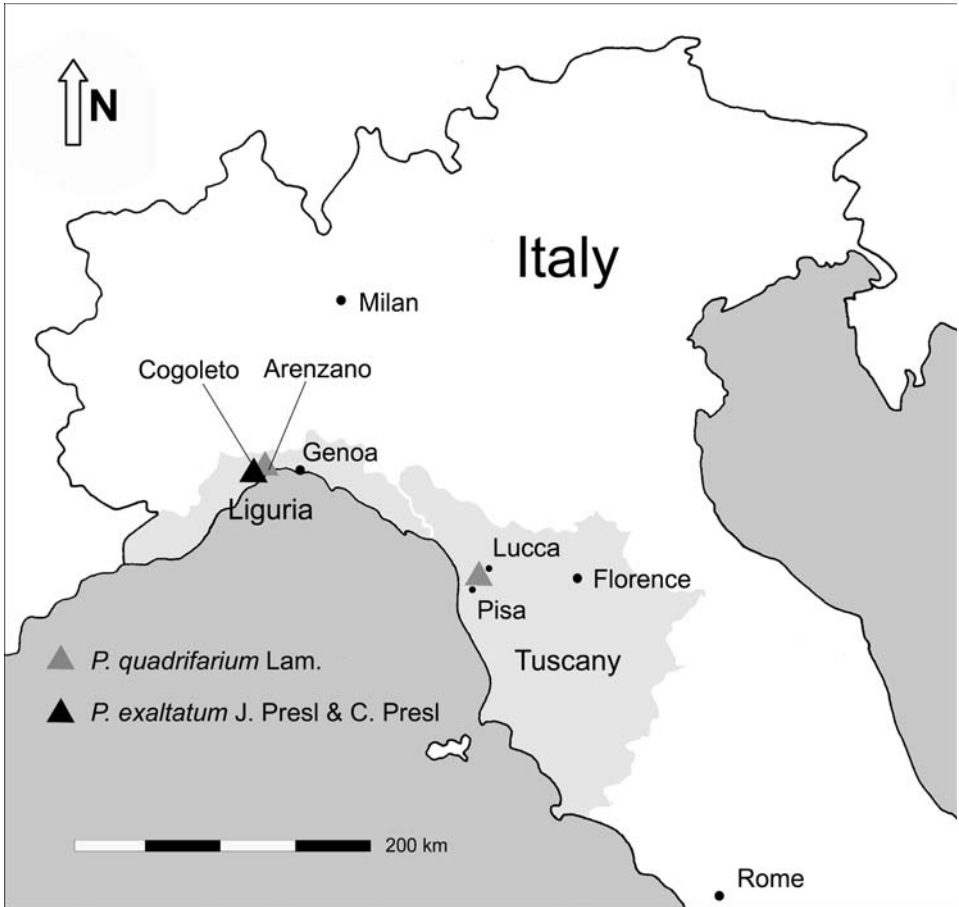 N
Italy
Milan
Cogoleto
Arenzano
Genoa
Liguria
Lucca
Florence
Pisa
Tuscany
P. quadrifarium Lam.
P. exaltatum J. Presl & C. Presl
200 km
Rome